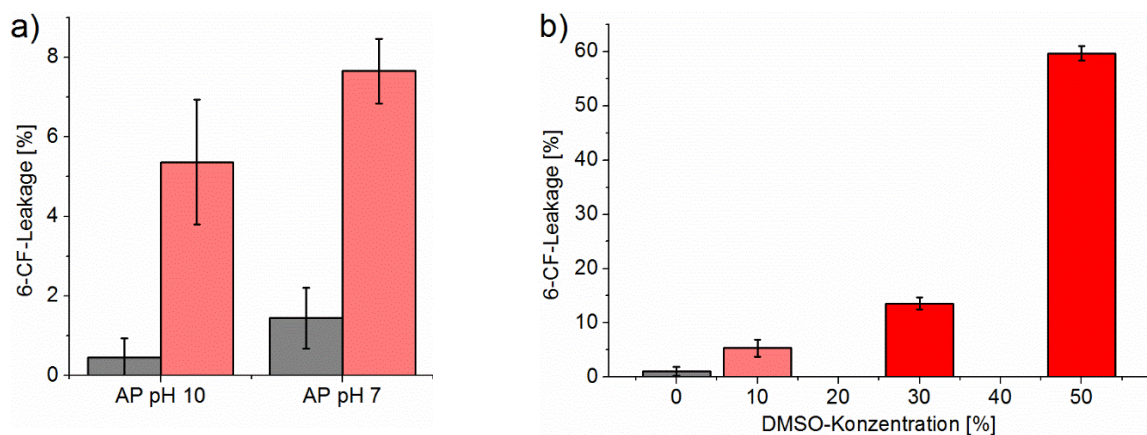 a)
6-CF-Leakage [%]
8
6
4
2
0
AP pH 10 AP pH 7
b)
6-CF-Leakage [%]
60
50
40
30
20
10
0
0 10 20 30 40 50
DMSO-Konzentration [%]